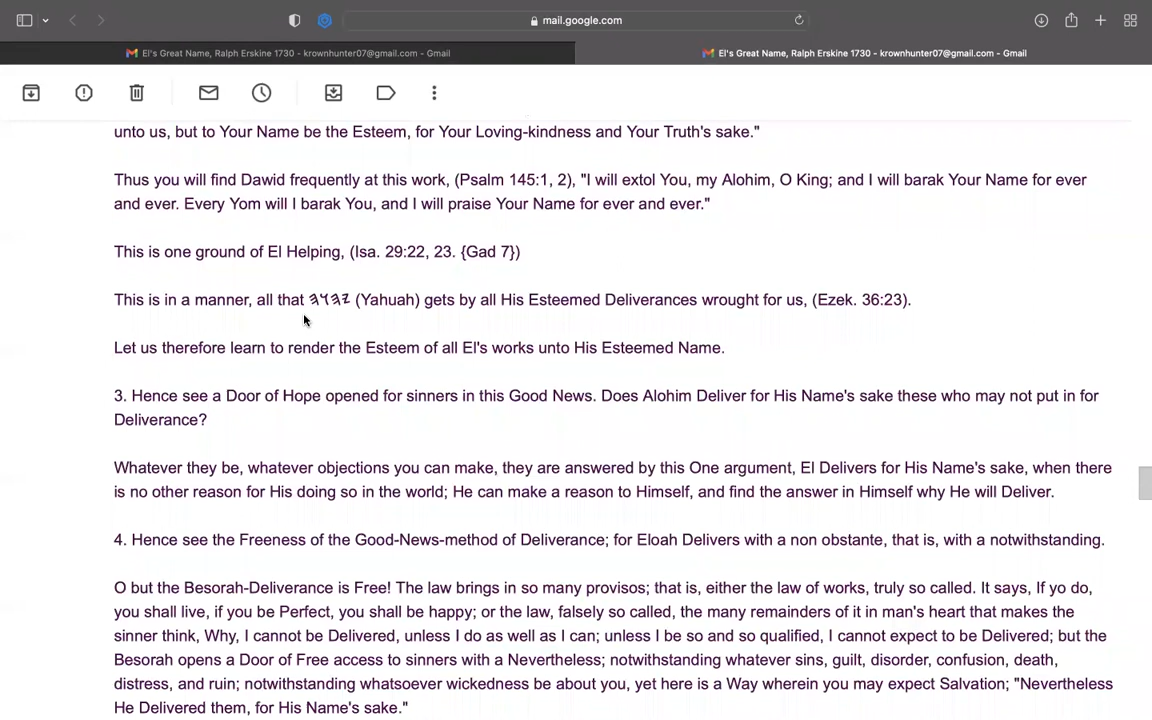 mail.google.com
El's Great Name, Ralph Erskine 1730 - krownhunter07@gmail.com - Gmail
El's Great Name, Ralph Erskine 1730 - krownhunter07@gmail.com - Gmail
unto us, but to Your Name be the Esteem, for Your Loving-kindness and Your Truth's sake."
Thus you will find Dawid frequently at this work, (Psalm 145:1, 2), "I will extol You, my Alohim, O King; and I will barak Your Name for ever
and ever. Every Yom will I barak You, and I will praise Your Name for ever and ever."
This is one ground of El Helping, (Isa. 29:22, 23. {Gad 7})
This is in a manner, all that 𐤉𐤄𐤅𐤄 (Yahuah) gets by all His Esteemed Deliverances wrought for us, (Ezek. 36:23).
Let us therefore learn to render the Esteem of all El's works unto His Esteemed Name.
3. Hence see a Door of Hope opened for sinners in this Good News. Does Alohim Deliver for His Name's sake these who may not put in for
Deliverance?
Whatever they be, whatever objections you can make, they are answered by this One argument, El Delivers for His Name's sake, when there
is no other reason for His doing so in the world; He can make a reason to Himself, and find the answer in Himself why He will Deliver.
4. Hence see the Freeness of the Good-News-method of Deliverance; for Eloah Delivers with a non obstante, that is, with a notwithstanding.
O but the Besorah-Deliverance is Free! The law brings in so many provisos; that is, either the law of works, truly so called. It says, If yo do,
you shall live, if you be Perfect, you shall be happy; or the law, falsely so called, the many remainders of it in man's heart that makes the
sinner think, Why, I cannot be Delivered, unless I do as well as I can; unless I be so and so qualified, I cannot expect to be Delivered; but the
Besorah opens a Door of Free access to sinners with a Nevertheless; notwithstanding whatever sins, guilt, disorder, confusion, death,
distress, and ruin; notwithstanding whatsoever wickedness be about you, yet here is a Way wherein you may expect Salvation; "Nevertheless
He Delivered them, for His Name's sake."